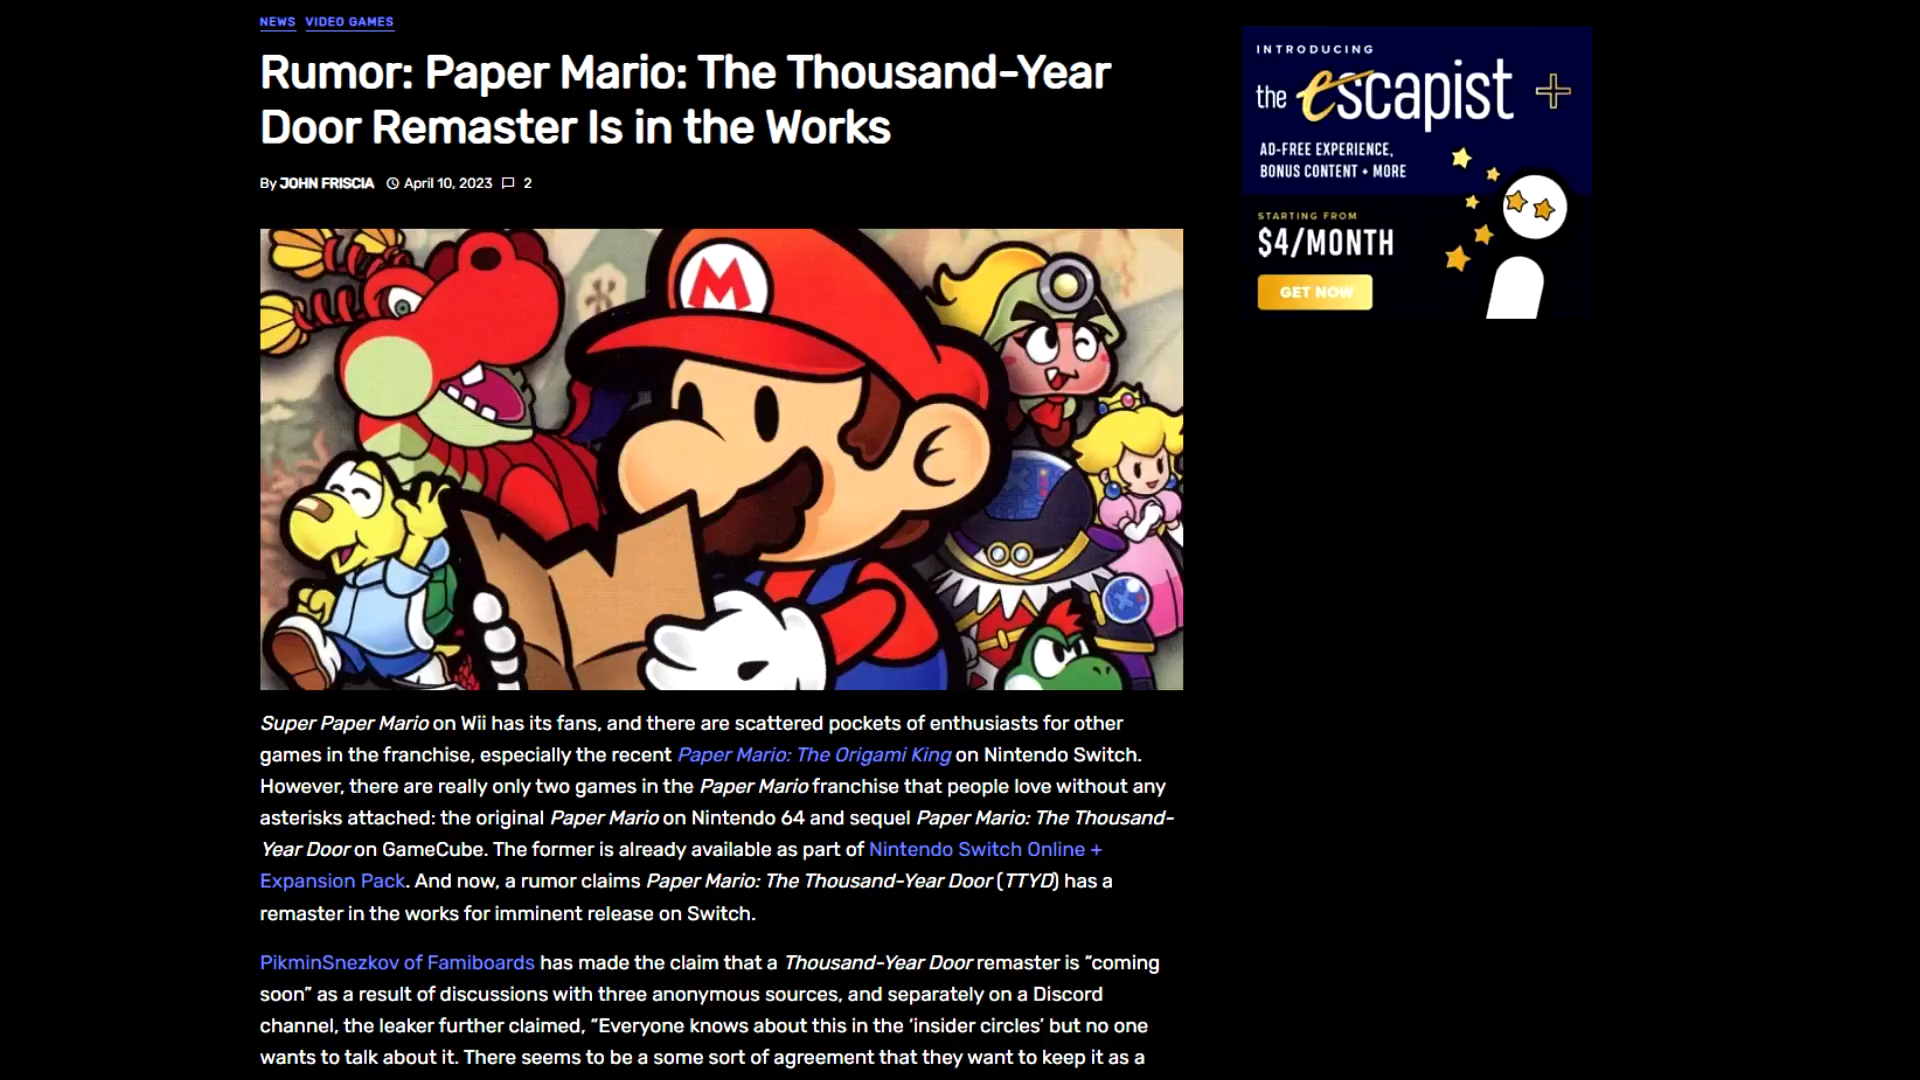 NEWS VIDEO GAMES
Rumor: Paper Mario: The Thousand-Year
Door Remaster Is in the Works
By JOHN FRISCIA April 10, 2023 2
M
Super Paper Mario on Wii has its fans, and there are scattered pockets of enthusiasts for other
games in the franchise, especially the recent Paper Mario: The Origami King on Nintendo Switch.
However, there are really only two games in the Paper Mario franchise that people love without any
asterisks attached: the original Paper Mario on Nintendo 64 and sequel Paper Mario: The Thousand-
Year Door on GameCube. The former is already available as part of Nintendo Switch Online +
Expansion Pack. And now, a rumor claims Paper Mario: The Thousand-Year Door (TTYD) has a
remaster in the works for imminent release on Switch.
PikminSnezkov of Famiboards has made the claim that a Thousand-Year Door remaster is “coming
soon” as a result of discussions with three anonymous sources, and separately on a Discord
channel, the leaker further claimed, “Everyone knows about this in the ‘insider circles’ but no one
wants to talk about it. There seems to be a some sort of agreement that they want to keep it as a
INTRODUCING
the escapist +
AD-FREE EXPERIENCE,
BONUS CONTENT + MORE
STARTING FROM
$4/MONTH
GET NOW